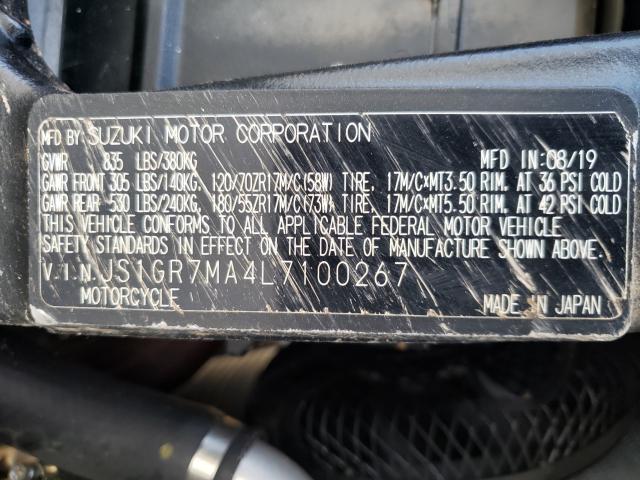 MFD BY SUZUKI MOTOR CORPORATION
GVWR 835 LBS/380KG MFD IN:08/19
GAWR FRONT 305 LBS/140KG, 120/70ZR17M/C(58W) TIRE, 17M/C×MT3.50 RIM. AT 36 PSI COLD
GAWR REAR 530 LBS/240KG, 180/55ZR17M/C(73W) TIRE, 17M/C×MT5.50 RIM. AT 42 PSI COLD
THIS VEHICLE CONFORMS TO ALL APPLICABLE FEDERAL MOTOR VEHICLE
SAFETY STANDARDS IN EFFECT ON THE DATE OF MANUFACTURE SHOWN ABOVE.
V.I.N. JS1GR7MA4L7100267
MOTORCYCLE MADE IN JAPAN